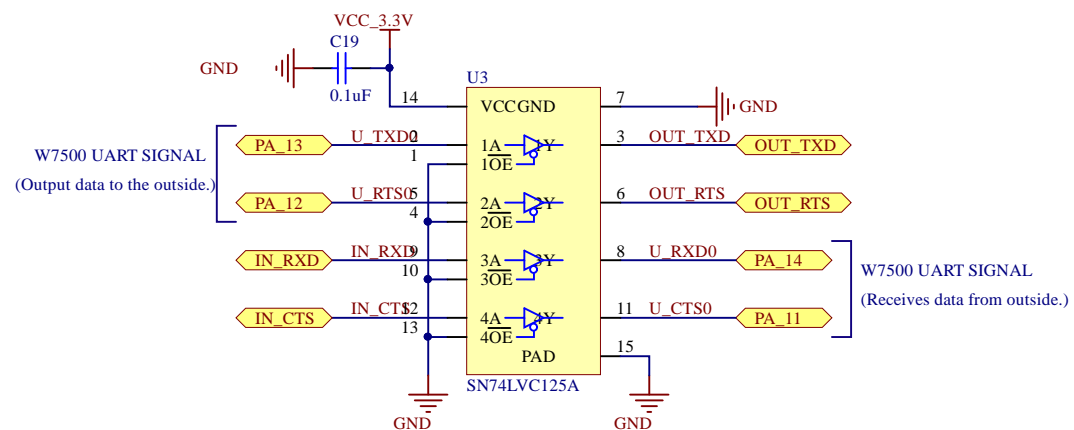 VCC_3.3V
C19
GND
0.1uF
U3
14
VCC GND
7
GND
W7500 UART SIGNAL
(Output data to the outside.)
PA_13
U_TXD0
2
1A
1Y
3
OUT_TXD
OUT_TXD
1
1OE
PA_12
U_RTS0
5
2A
2Y
6
OUT_RTS
OUT_RTS
4
2OE
IN_RXD
IN_RXD
9
3A
3Y
8
U_RXD0
PA_14
10
3OE
W7500 UART SIGNAL
(Receives data from outside.)
IN_CTS
IN_CTS
12
4A
4Y
11
U_CTS0
PA_11
13
4OE
PAD
15
SN74LVC125A
GND
GND